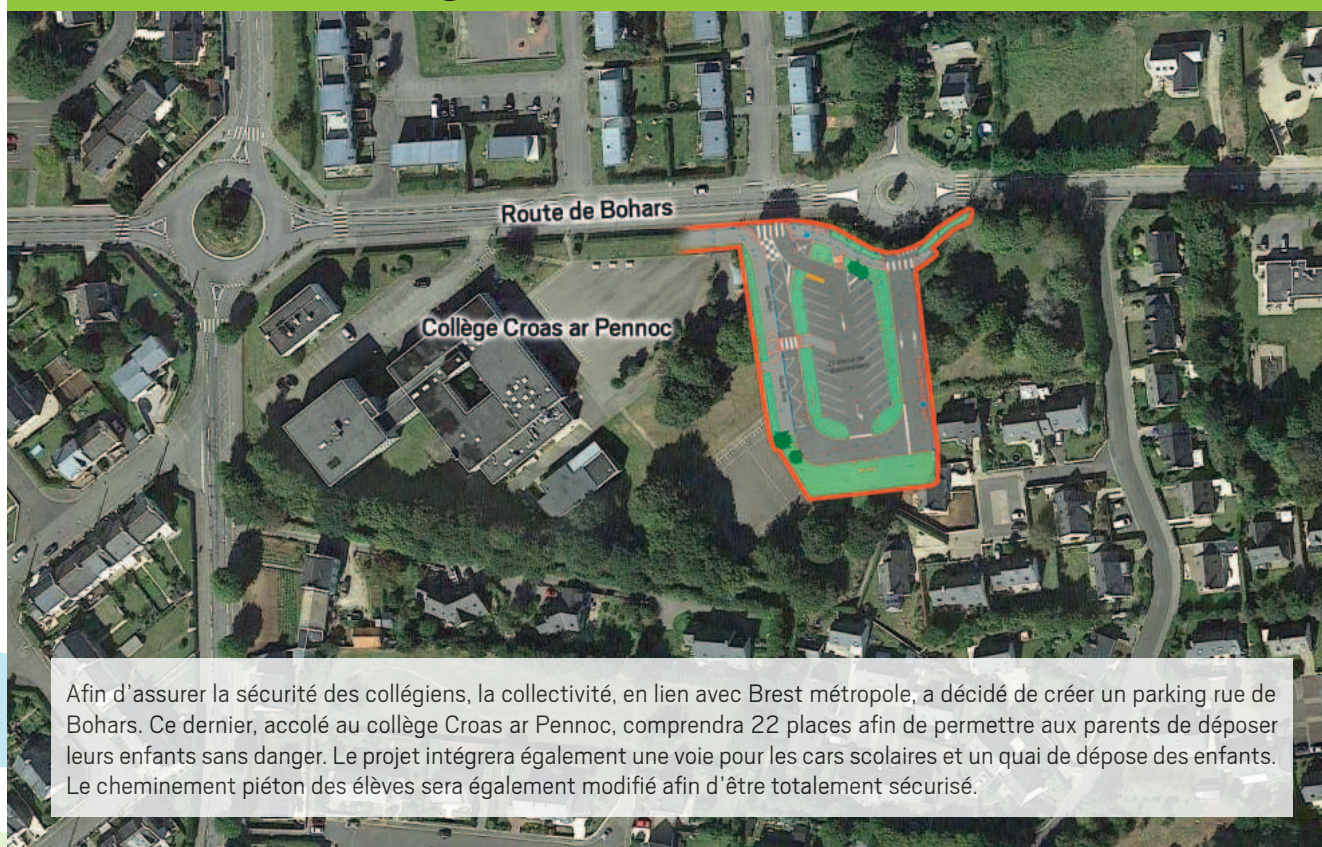 Route de Bohars
Collège Croas ar Pennoc
Afin d’assurer la sécurité des collégiens, la collectivité, en lien avec Brest métropole, a décidé de créer un parking rue de
Bohars. Ce dernier, accolé au collège Croas ar Pennoc, comprendra 22 places afin de permettre aux parents de déposer
leurs enfants sans danger. Le projet intégrera également une voie pour les cars scolaires et un quai de dépose des enfants.
Le cheminement piéton des élèves sera également modifié afin d’être totalement sécurisé.